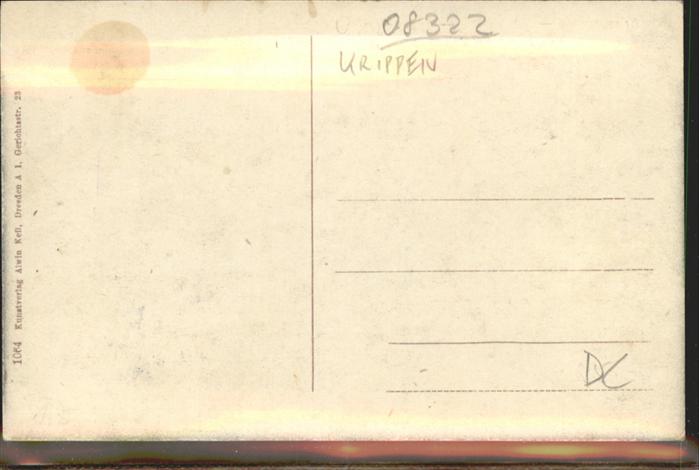 08322
KRIPPEN
1064 Kunstverlag Alwin Keil, Dresden A 1, Gerichtsstr. 23
DC